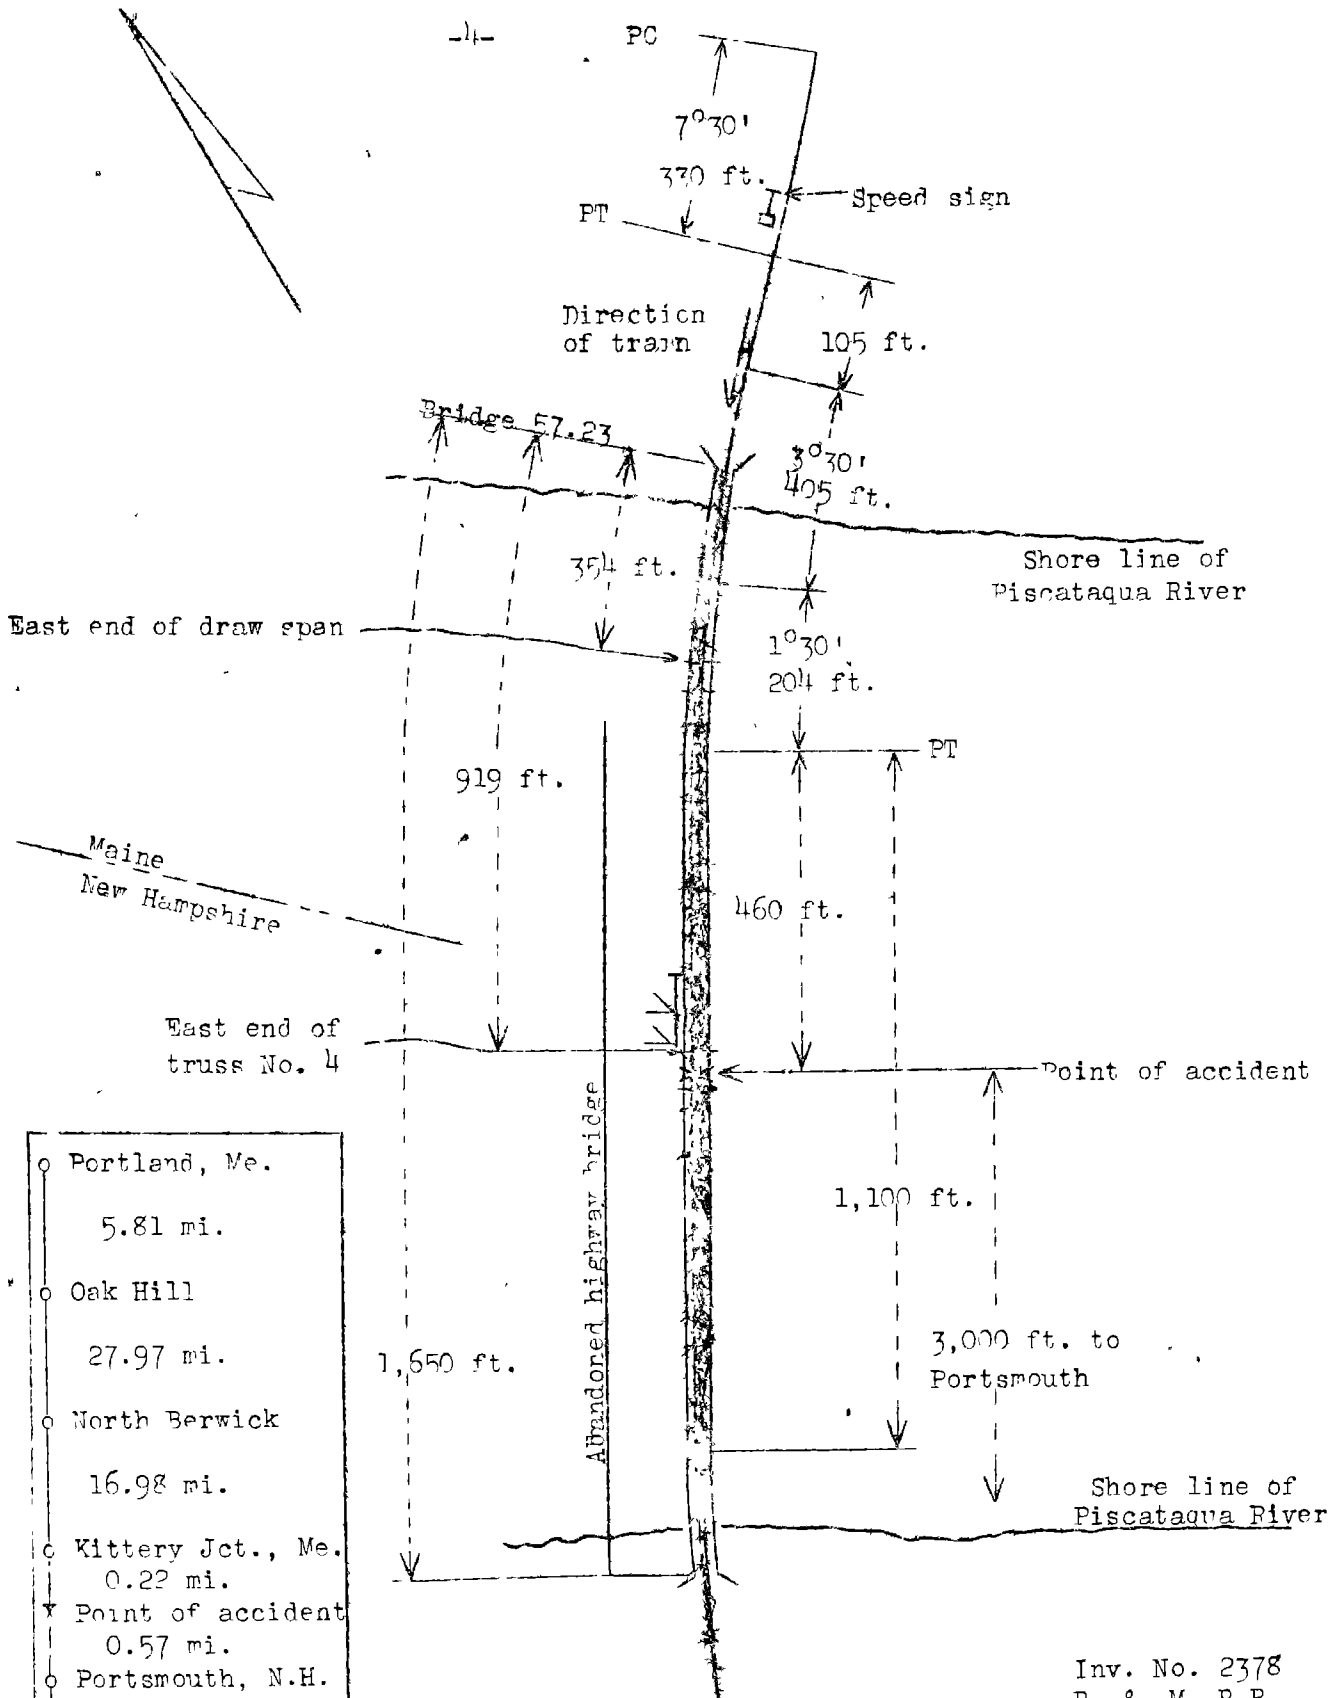 -4-
PC
7°30'
330 ft.
Speed sign
PT
Direction
of train
105 ft.
Bridge 57.23
3°30'
405 ft.
354 ft.
Shore line of
Piscataqua River
East end of draw span
1°30'
204 ft.
PT
919 ft.
Maine
New Hampshire
460 ft.
East end of
truss No. 4
Point of accident
Abandoned highway bridge
Portland, Me.
5.81 mi.
Oak Hill
27.97 mi.
North Berwick
16.98 mi.
Kittery Jct., Me.
0.22 mi.
Point of accident
0.57 mi.
Portsmouth, N.H.
1,650 ft.
1,100 ft.
3,000 ft. to
Portsmouth
Shore line of
Piscataqua River
Inv. No. 2378
B. & M. R.R.